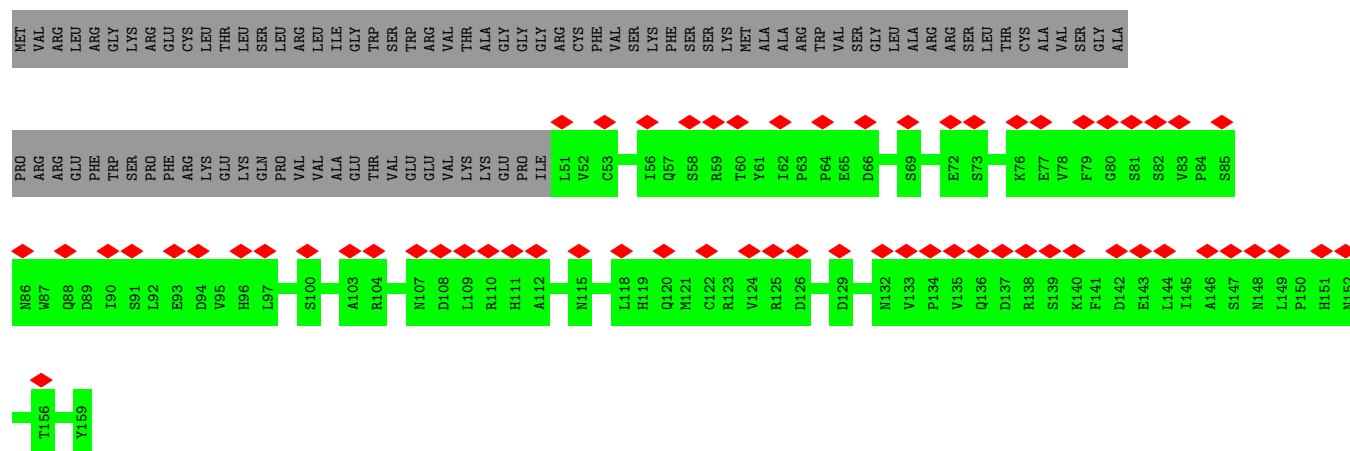 MET VAL ARG LEU ARG GLY LYS ARG GLU CYS LEU THR LEU SER LEU ARG LEU ILE GLY TRP SER TRP ARG VAL THR ALA GLY GLY GLY ARG CYS PHE VAL SER LYS PHE SER SER LYS MET ALA ALA ARG TRP VAL SER GLY LEU ALA ARG ARG SER LEU THR CYS ALA VAL SER GLY ALA
PRO ARG ARG GLU PHE TRP SER PRO PHE ARG LYS GLU LYS GLN PRO VAL VAL ALA GLU THR VAL GLU GLU VAL LYS LYS GLU PRO ILE L51 V52 C53 I56 Q57 S58 R59 T60 Y61 I62 P63 P64 E65 D66 S69 E72 S73 K76 E77 V78 F79 G80 S81 S82 V83 P84 S85
N86 W87 Q88 D89 I90 S91 L92 E93 D94 V95 H96 L97 S100 A103 R104 N107 D108 L109 R110 H111 A112 N115 L118 H119 Q120 M121 C122 R123 V124 R125 D126 D129 N132 V133 P134 V135 Q136 D137 R138 S139 K140 F141 D142 E143 L144 I145 A146 S147 N148 L149 P150 H151 N152
T156 Y159